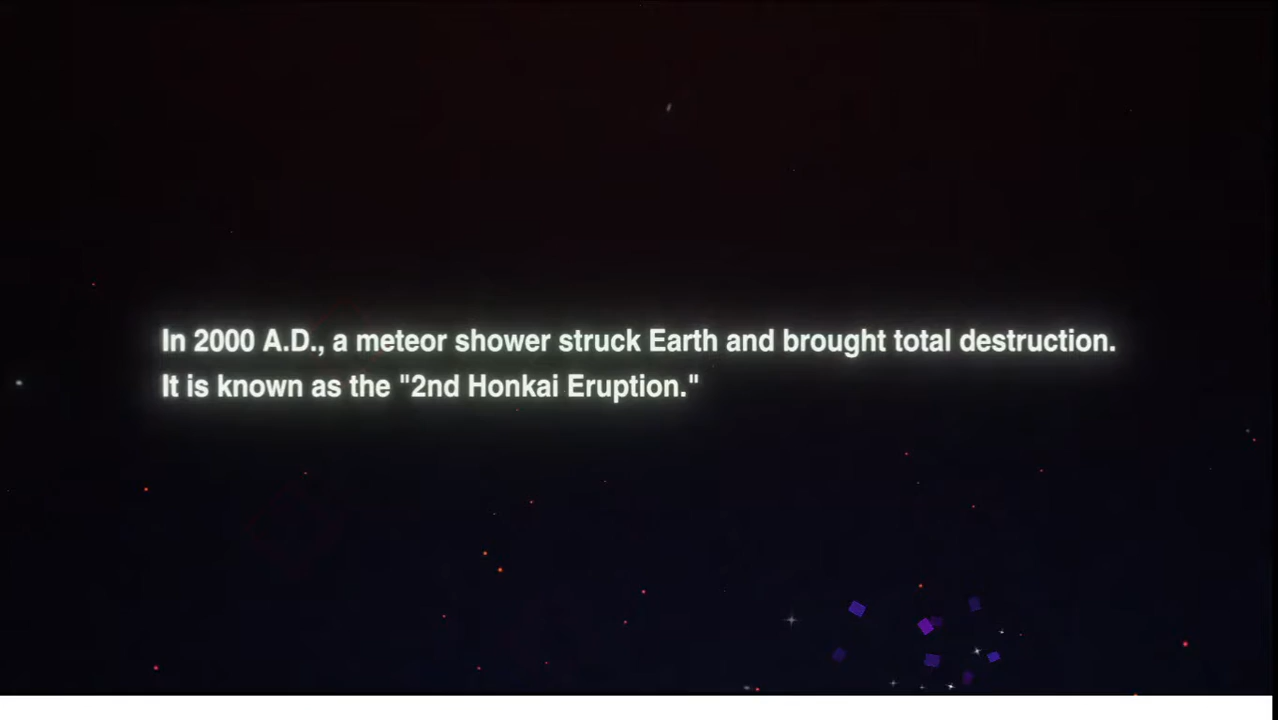 In 2000 A.D., a meteor shower struck Earth and brought total destruction.
It is known as the "2nd Honkai Eruption."